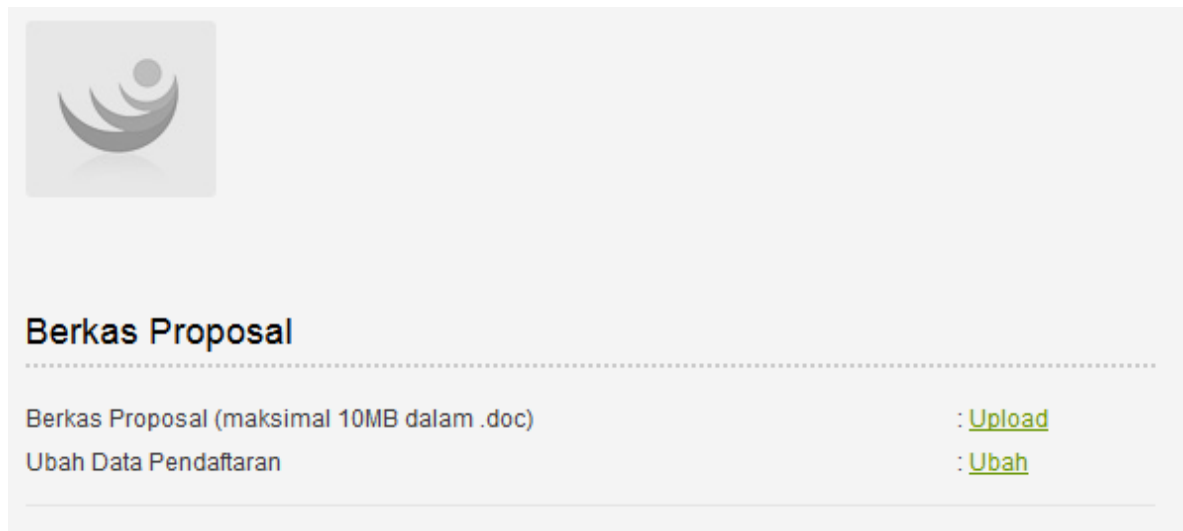 Berkas Proposal
Berkas Proposal (maksimal 10MB dalam .doc) : Upload
Ubah Data Pendaftaran : Ubah